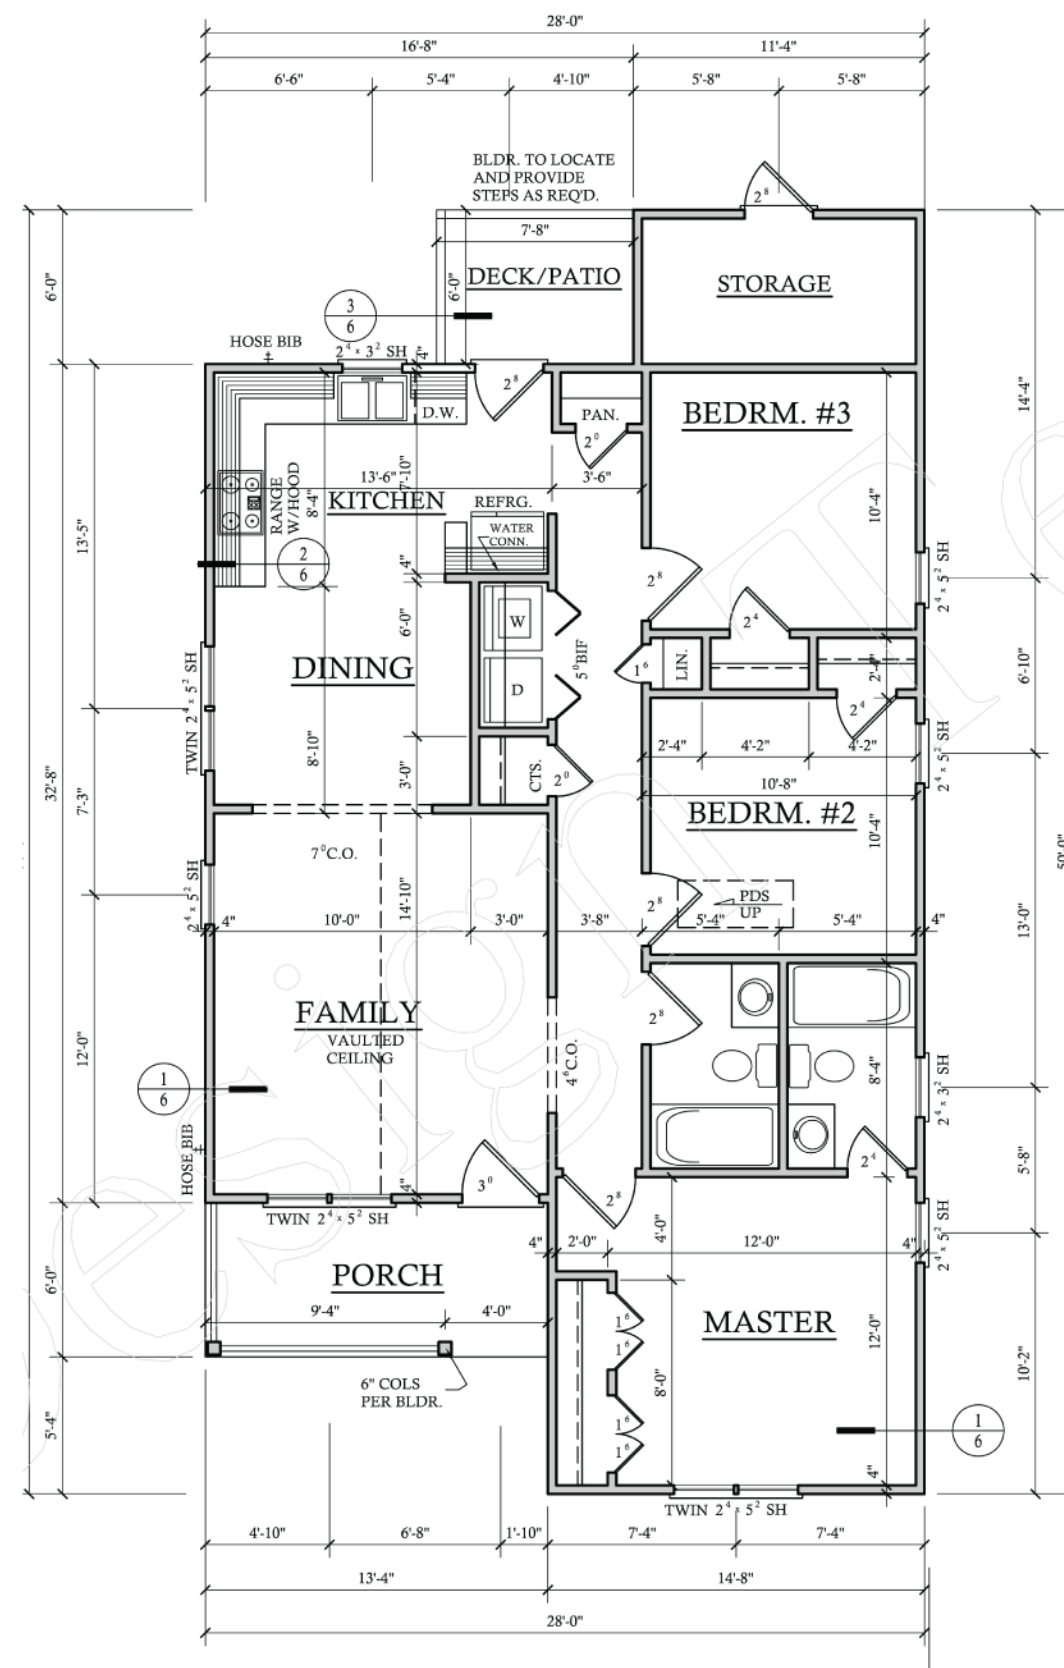 28'-0"
16'-8" 11'-4"
6'-6" 5'-4" 4'-10" 5'-8" 5'-8"
BLDR. TO LOCATE
AND PROVIDE
STEPS AS REQ'D.
2⁸
7'-8"
6'-0" 6'-0" DECK/PATIO STORAGE
3
6
HOSE BIB 2⁴ x 3² SH 4"
14'-4"
2⁸
D.W. PAN. BEDRM. #3
2⁰
RANGE
W/HOOD
13'-6" 7'-10" 3'-6"
8'-4" KITCHEN REFRG. 10'-4"
WATER
CONN.
13'-5"
2
6
4" 2⁸ 2⁴ x 5² SH
6'-0" W 5⁰BIF 2⁴
DINING 1⁶ LIN. 2'-4" 6'-10"
D
TWIN 2⁴ x 5² SH 2⁴
32'-8" 7'-3" 8'-10" 3'-0" CTS. 2⁰ 2'-4" 4'-2" 4'-2" 2⁴ x 5² SH
10'-8"
BEDRM. #2 10'-4"
7⁰C.O.
50'-0"
2⁴ x 5² SH 14'-10" 2⁸ PDS
UP
4" 10'-0" 3'-0" 3'-8" 5'-4" 5'-4" 4" 13'-0"
FAMILY 2⁸
VAULTED
CEILING
12'-0" 4⁶C.O. 8'-4" 2⁴ x 3² SH
1
6
HOSE BIB 2⁴ 5'-8"
4" 3⁰ 2⁸
TWIN 2⁴ x 5² SH 4'-0" 2⁴ x 5² SH
4" 2'-0" 12'-0" 4"
6'-0" PORCH
9'-4" 4'-0" 1⁶ MASTER 12'-0"
1⁶
6" COLS
PER BLDR.
8'-0" 10'-2"
5'-4" 1⁶
1⁶
1
6
4"
TWIN 2⁴ x 5² SH
4'-10" 6'-8" 1'-10" 7'-4" 7'-4"
13'-4" 14'-8"
28'-0"